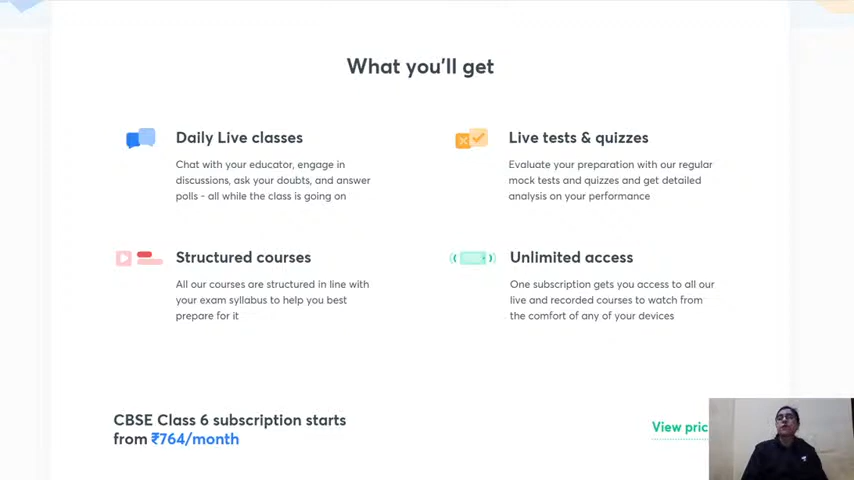 What you'll get
Daily Live classes
Chat with your educator, engage in
discussions, ask your doubts, and answer
polls - all while the class is going on
Live tests & quizzes
Evaluate your preparation with our regular
mock tests and quizzes and get detailed
analysis on your performance
Structured courses
All our courses are structured in line with
your exam syllabus to help you best
prepare for it
Unlimited access
One subscription gets you access to all our
live and recorded courses to watch from
the comfort of any of your devices
CBSE Class 6 subscription starts
from ₹764/month
View